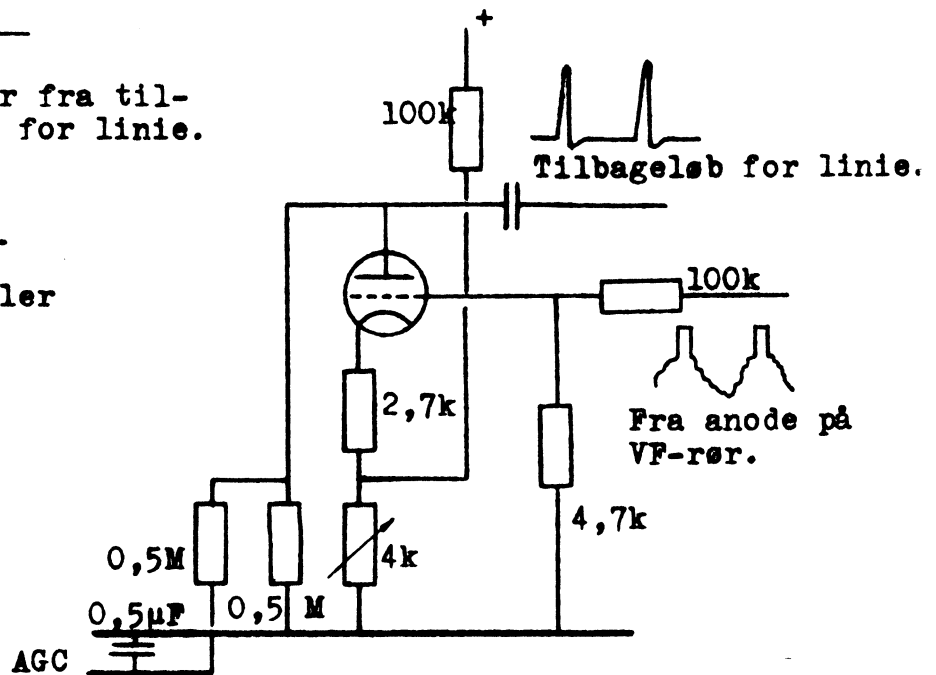 +
r fra til-
for linie.
100k
Tilbageløb for linie.
ler
100k
2,7k
Fra anode på
VF-rør.
4,7k
0,5M
4k
0,5µF
0,5 M
AGC